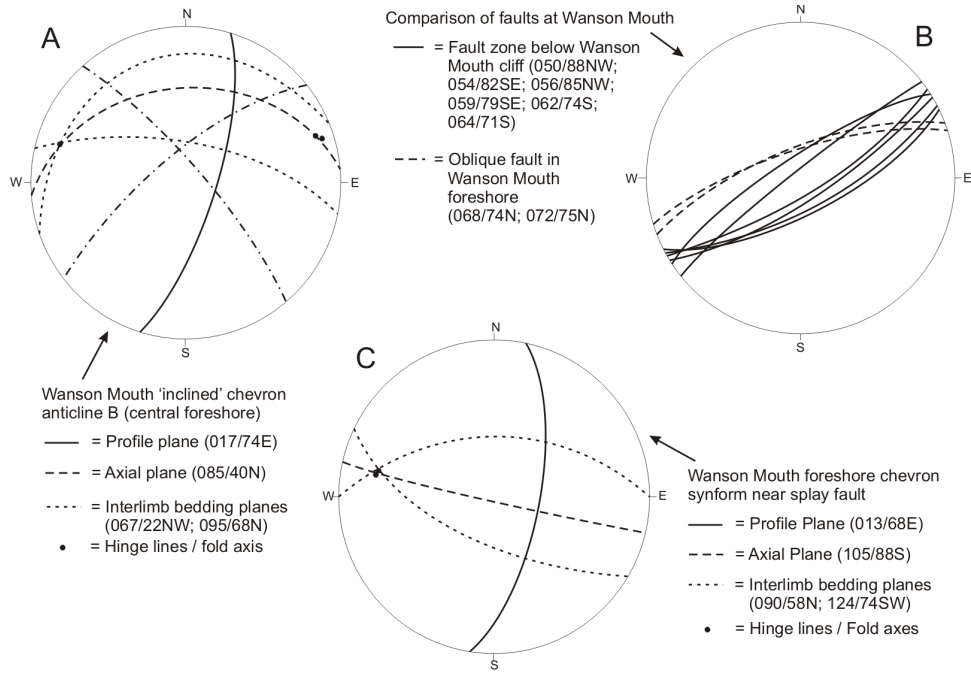 A
N
W
E
S
Wanson Mouth ‘inclined’ chevron
anticline B (central foreshore)
= Profile plane (017/74E)
= Axial plane (085/40N)
= Interlimb bedding planes
(067/22NW; 095/68N)
= Hinge lines / fold axis
Comparison of faults at Wanson Mouth
= Fault zone below Wanson
Mouth cliff (050/88NW;
054/82SE; 056/85NW;
059/79SE; 062/74S;
064/71S)
= Oblique fault in
Wanson Mouth
foreshore
(068/74N; 072/75N)
B
N
W
E
S
C
N
W
E
S
Wanson Mouth foreshore chevron
synform near splay fault
= Profile Plane (013/68E)
= Axial Plane (105/88S)
= Interlimb bedding planes
(090/58N; 124/74SW)
= Hinge lines / Fold axes